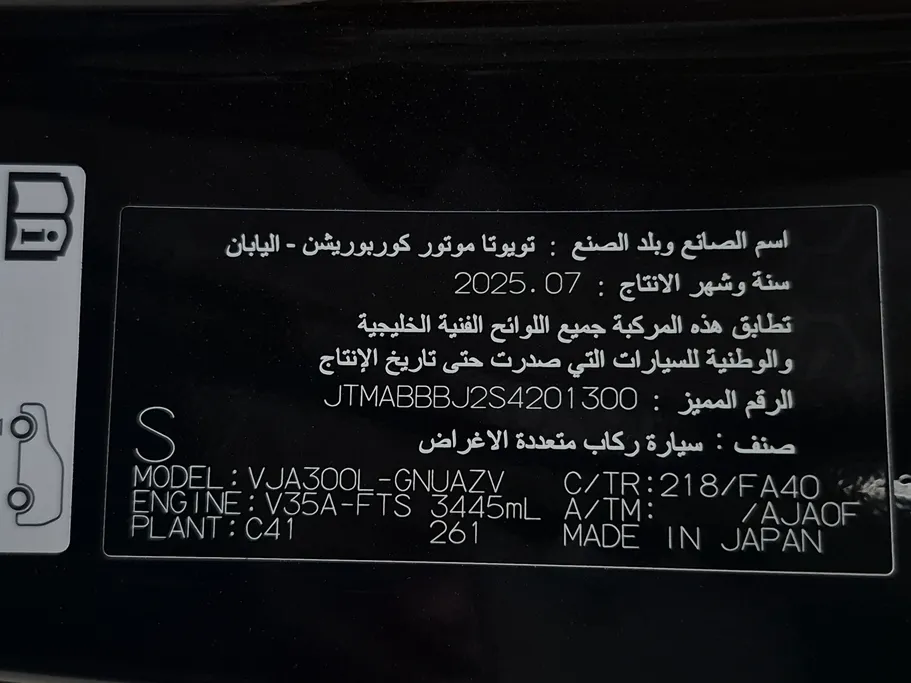 اسم الصانع وبلد الصنع : تويوتا موتور كوربوريشن - اليابان
سنة وشهر الانتاج : 2025.07
تطابق هذه المركبة جميع اللوائح الفنية الخليجية
والوطنية للسيارات التي صدرت حتى تاريخ الإنتاج
الرقم المميز : JTMABBBJ2S4201300
صنف : سيارة ركاب متعددة الاغراض
S
MODEL:VJA300L-GNUAZV C/TR:218/FA40
ENGINE:V35A-FTS 3445mL A/TM: /AJA0F
PLANT:C41 261 MADE IN JAPAN